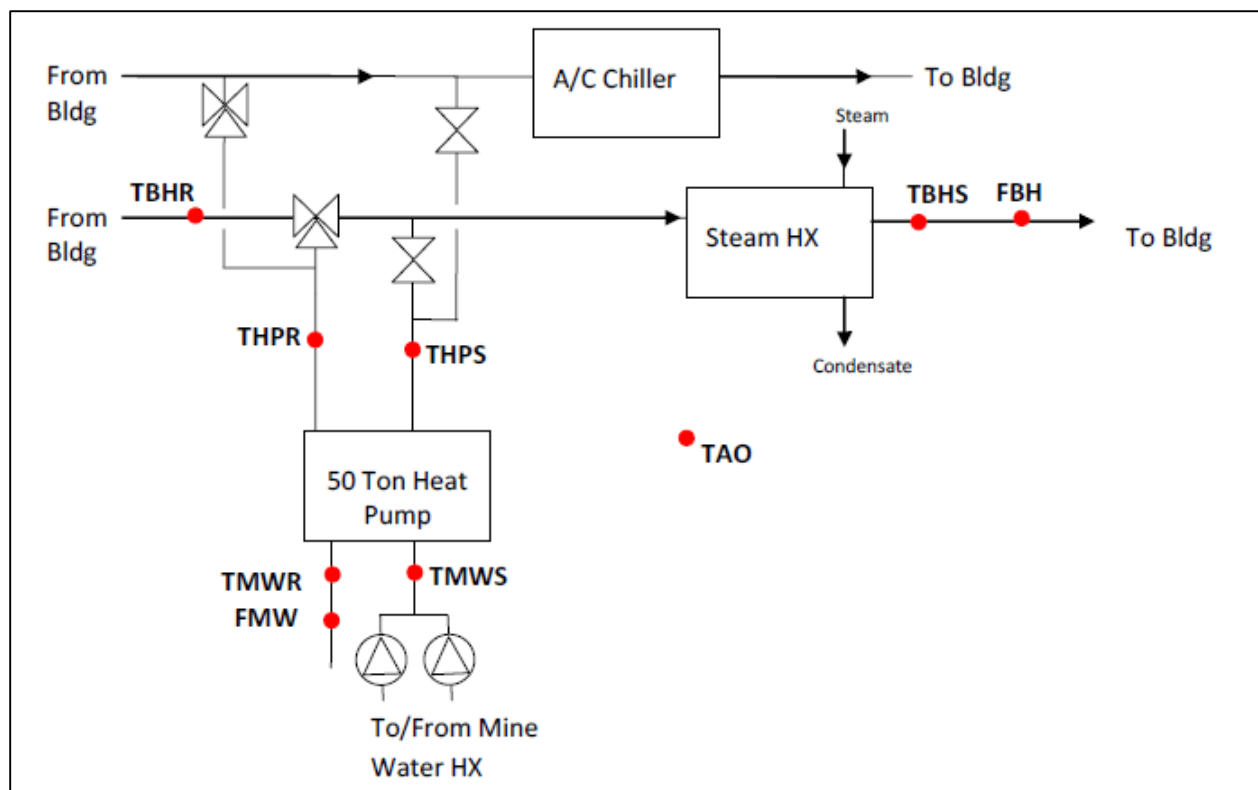 From
Bldg
A/C Chiller
To Bldg
Steam
TBHR
From
Bldg
Steam HX
TBHS
FBH
To Bldg
THPR
THPS
Condensate
TAO
50 Ton Heat
Pump
TMWR
TMWS
FMW
To/From Mine
Water HX